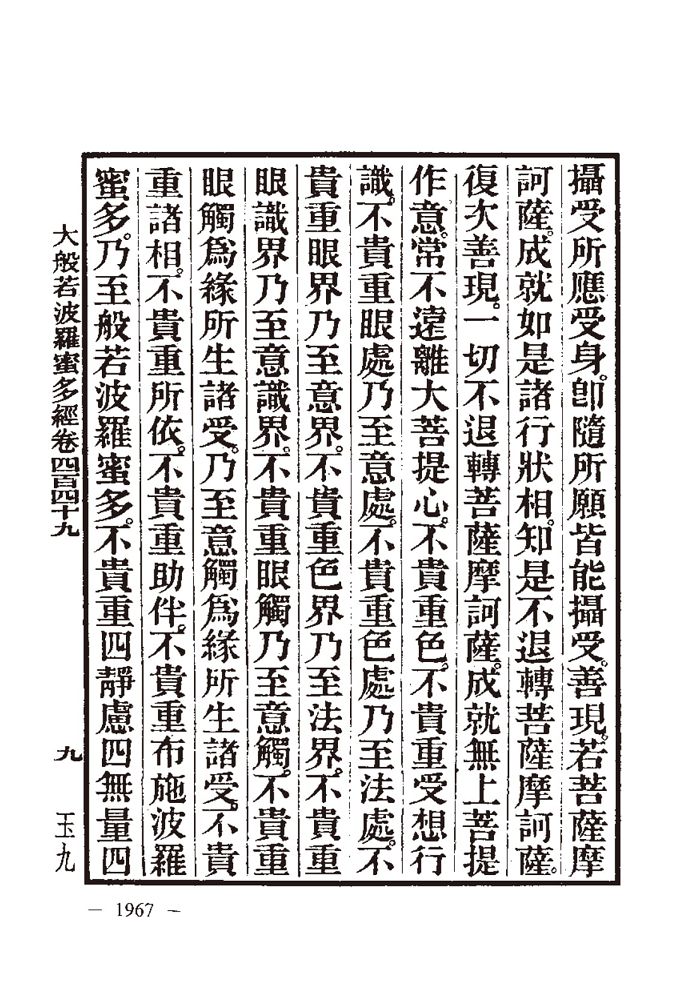 攝受所應受身。卽隨所願皆能攝受。善現。若菩薩摩
訶薩。成就如是諸行狀相。知是不退轉菩薩摩訶薩。
復次善現。一切不退轉菩薩摩訶薩。成就無上菩提
作意。常不遠離大菩提心。不貴重色。不貴重受想行
識。不貴重眼處乃至意處。不貴重色處乃至法處。不
貴重眼界乃至意界。不貴重色界乃至法界。不貴重
眼識界乃至意識界。不貴重眼觸乃至意觸。不貴重
眼觸爲緣所生諸受。乃至意觸爲緣所生諸受。不貴
重諸相。不貴重所依。不貴重助伴。不貴重布施波羅
蜜多。乃至般若波羅蜜多。不貴重四靜慮四無量四
大般若波羅蜜多經卷四百四十九
九
玉九
— 1967 —